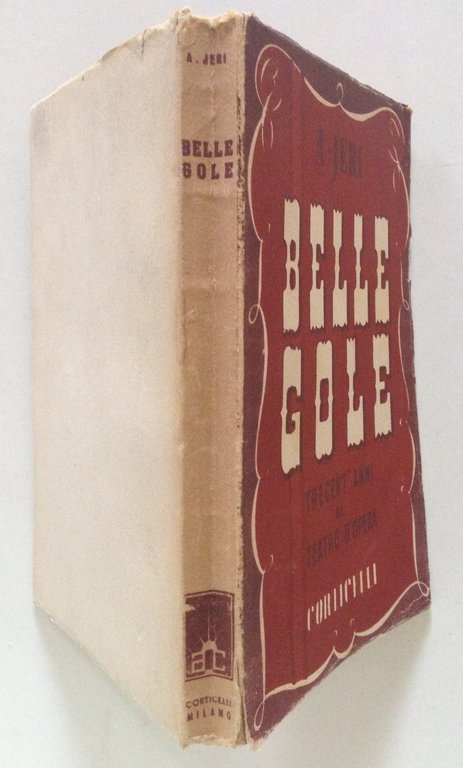 A. JERI
BELLE
GOLE
CORTICELLI
MILANO
A. JERI
BELLE
GOLE
TRECENT'ANNI
DI
TEATRO D'OPERA
CORTICELLI